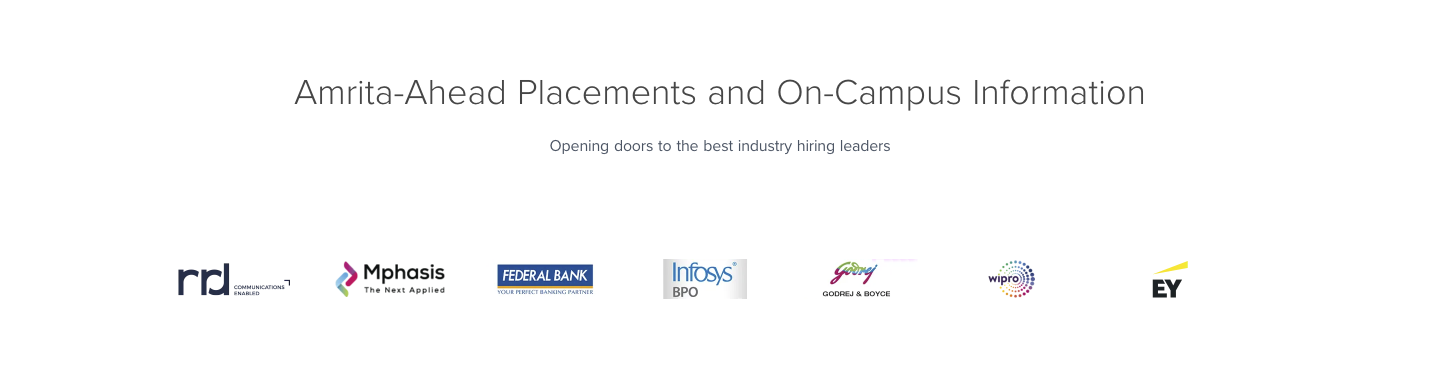 Amrita-Ahead Placements and On-Campus Information
Opening doors to the best industry hiring leaders
rrd COMMUNICATIONS ENABLED
Mphasis
The Next Applied
FEDERAL BANK
YOUR PERFECT BANKING PARTNER
Infosys®
BPO
Godrej
GODREJ & BOYCE
wipro
EY